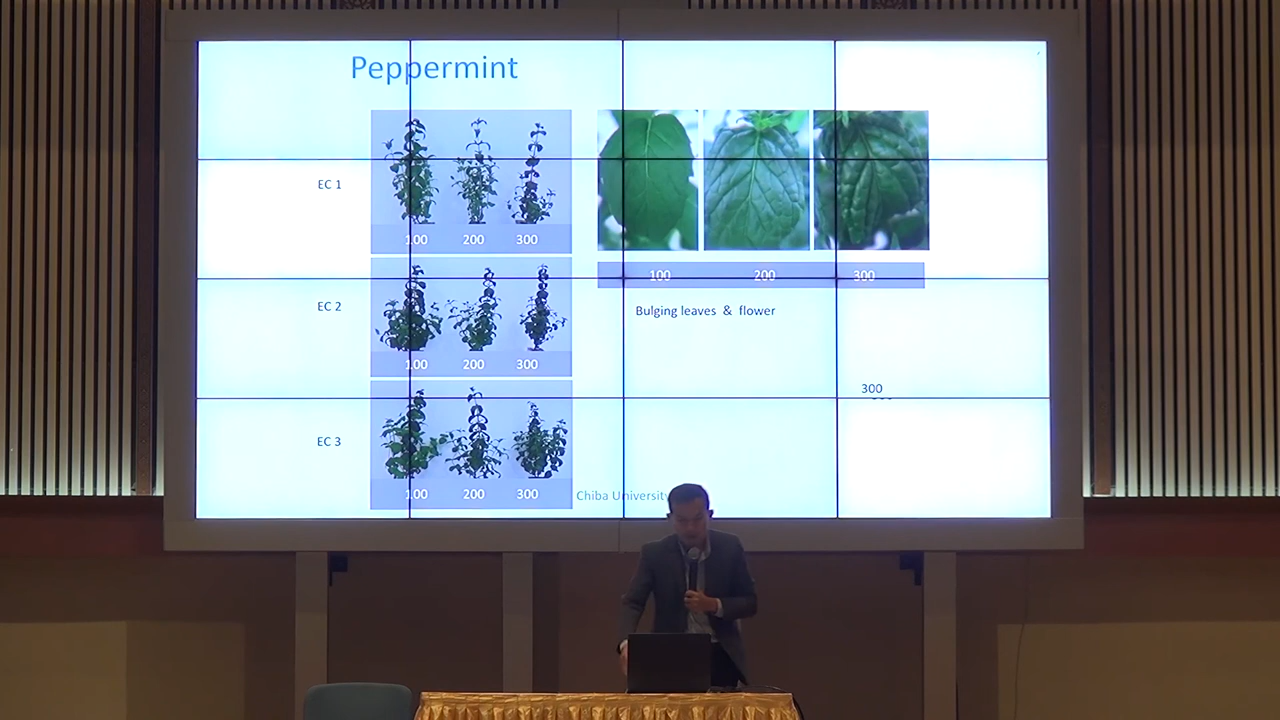 Peppermint
EC 1
100 200 300
EC 2
100 200 300
EC 3
100 200 300
100 200 300
Bulging leaves & flower
300
Chiba University